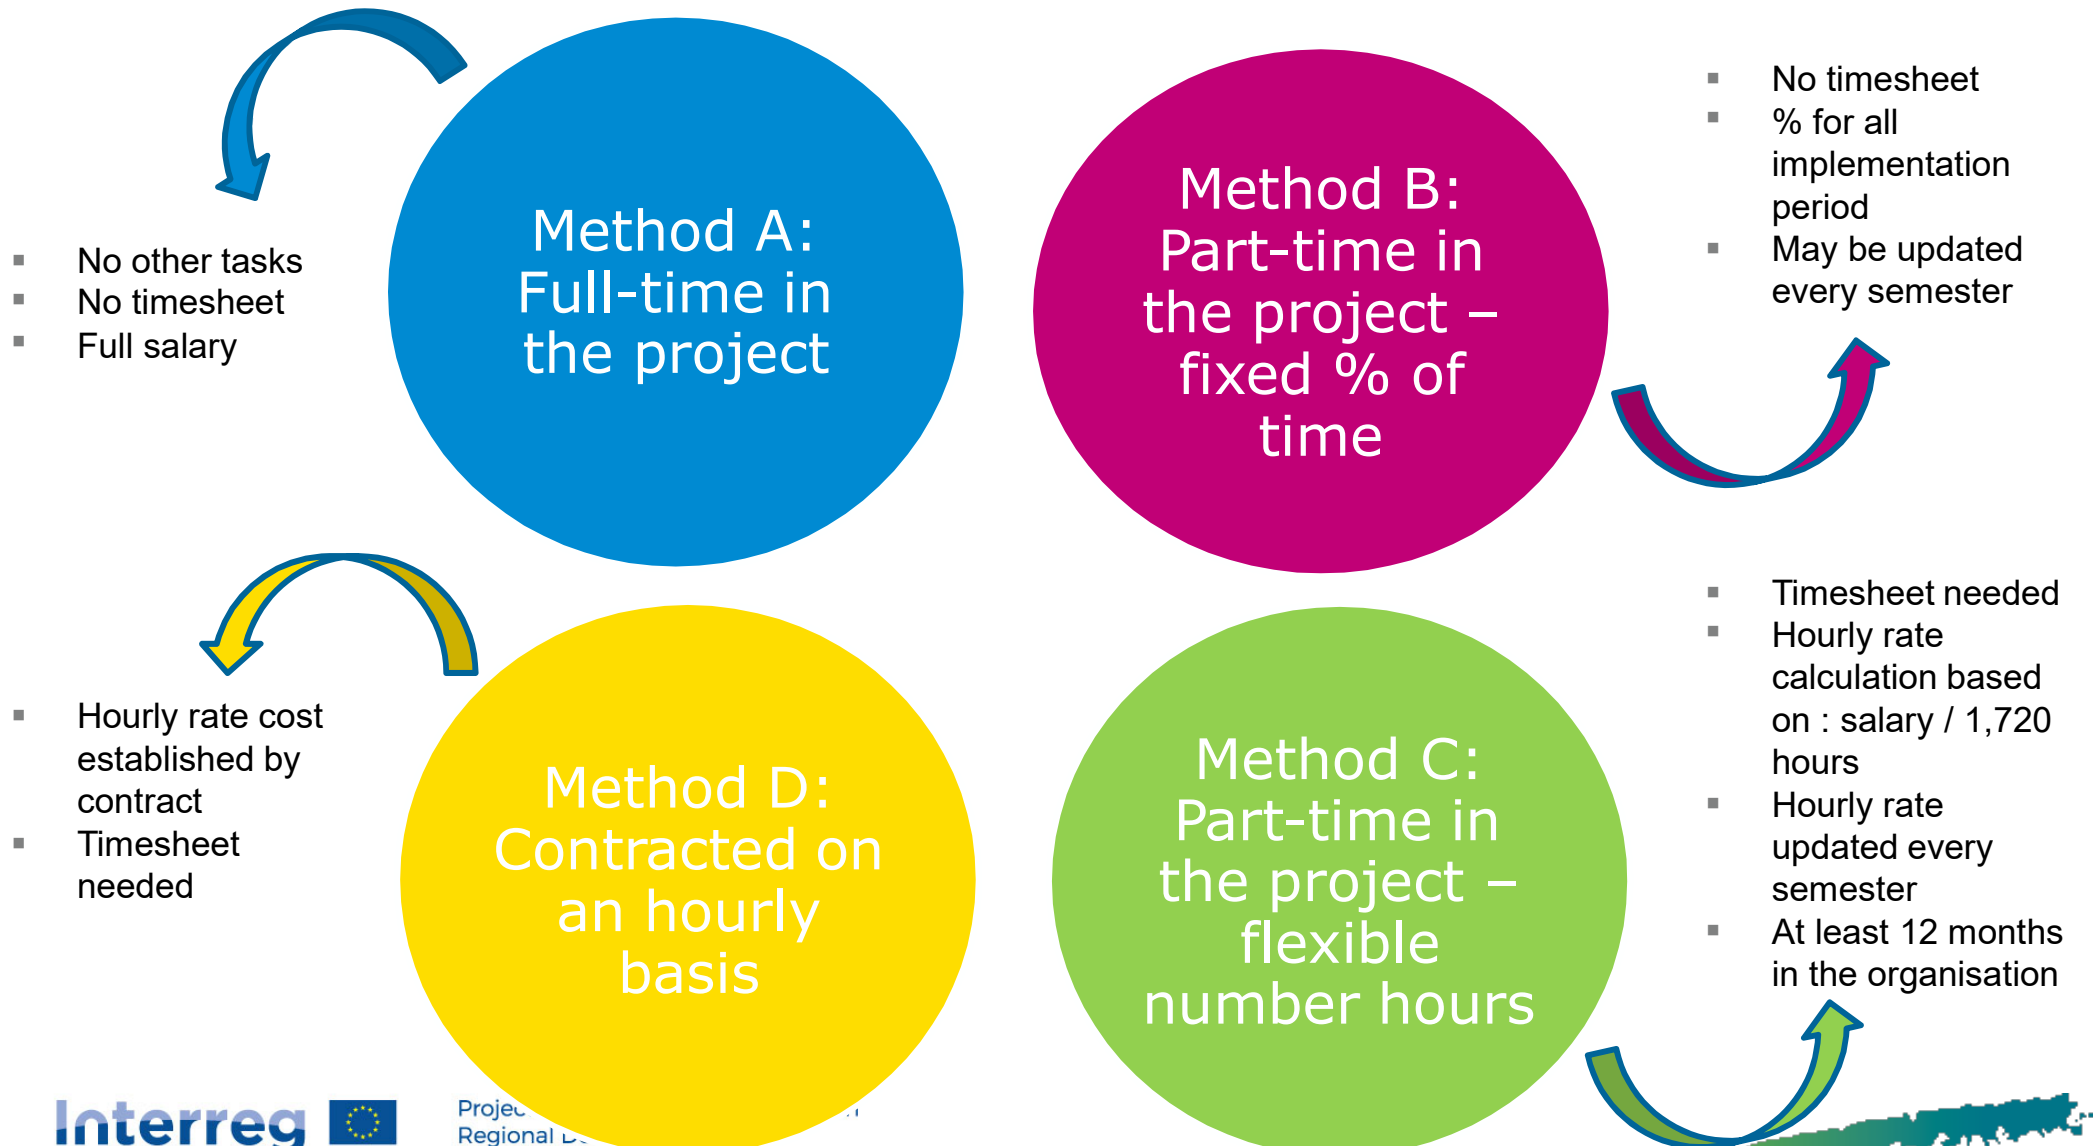 Method A:
Full-time in
the project
No other tasks
No timesheet
Full salary
Method B:
Part-time in
the project –
fixed % of
time
No timesheet
% for all
implementation
period
May be updated
every semester
Method D:
Contracted on
an hourly
basis
Hourly rate cost
established by
contract
Timesheet
needed
Method C:
Part-time in
the project –
flexible
number hours
Timesheet needed
Hourly rate
calculation based
on : salary / 1,720
hours
Hourly rate
updated every
semester
At least 12 months
in the organisation
Interreg
Regional